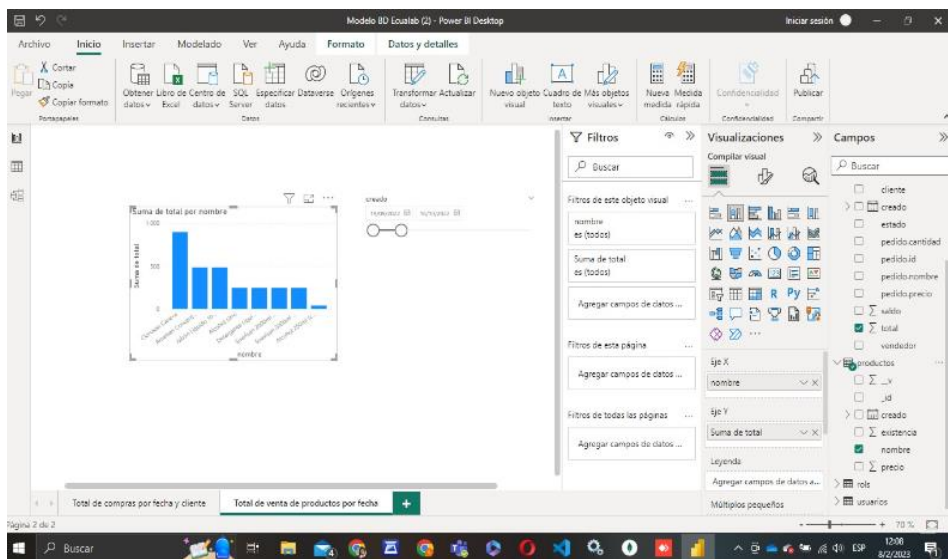 Modelo BD Ecualab (2) - Power BI Desktop
Iniciar sesión
Archivo Inicio Insertar Modelado Ver Ayuda Formato Datos y detalles
Pegar
Cortar
Copia
Copiar formato
Portapapeles
Obtener datos
Libro de Excel
Centro de datos
SQL Server
Especificar datos
Dataverse
Orígenes recientes
Datos
Transformar datos
Actualizar
Consultas
Nuevo objeto visual
Cuadro de texto
Más objetos visuales
Insertar
Nueva medida
Medida rápida
Cálculos
Confidencialidad
Confidencialidad
Publicar
Compartir
Suma de total por nombre
Suma de total
1.000
500
0
nombre
creado
Filtros
Buscar
Filtros de este objeto visual
nombre
es (todos)
Suma de total
es (todos)
Agregar campos de datos ...
Filtros de esta página
Agregar campos de datos ...
Filtros de todas las páginas
Agregar campos de datos ...
Visualizaciones
Compilar visual
R Py
Eje X
nombre
Eje Y
Suma de total
Leyenda
Agregar campos de datos a...
Múltiplos pequeños
Campos
Buscar
cliente
creado
estado
pedido.cantidad
pedido.id
pedido.nombre
pedido.precio
saldo
total
vendedor
productos
_v
_id
creado
existencia
nombre
precio
rols
usuarios
Total de compras por fecha y cliente
Total de venta de productos por fecha
Página 2 de 2
70 %
Buscar
ESP
12:08
8/2/2023